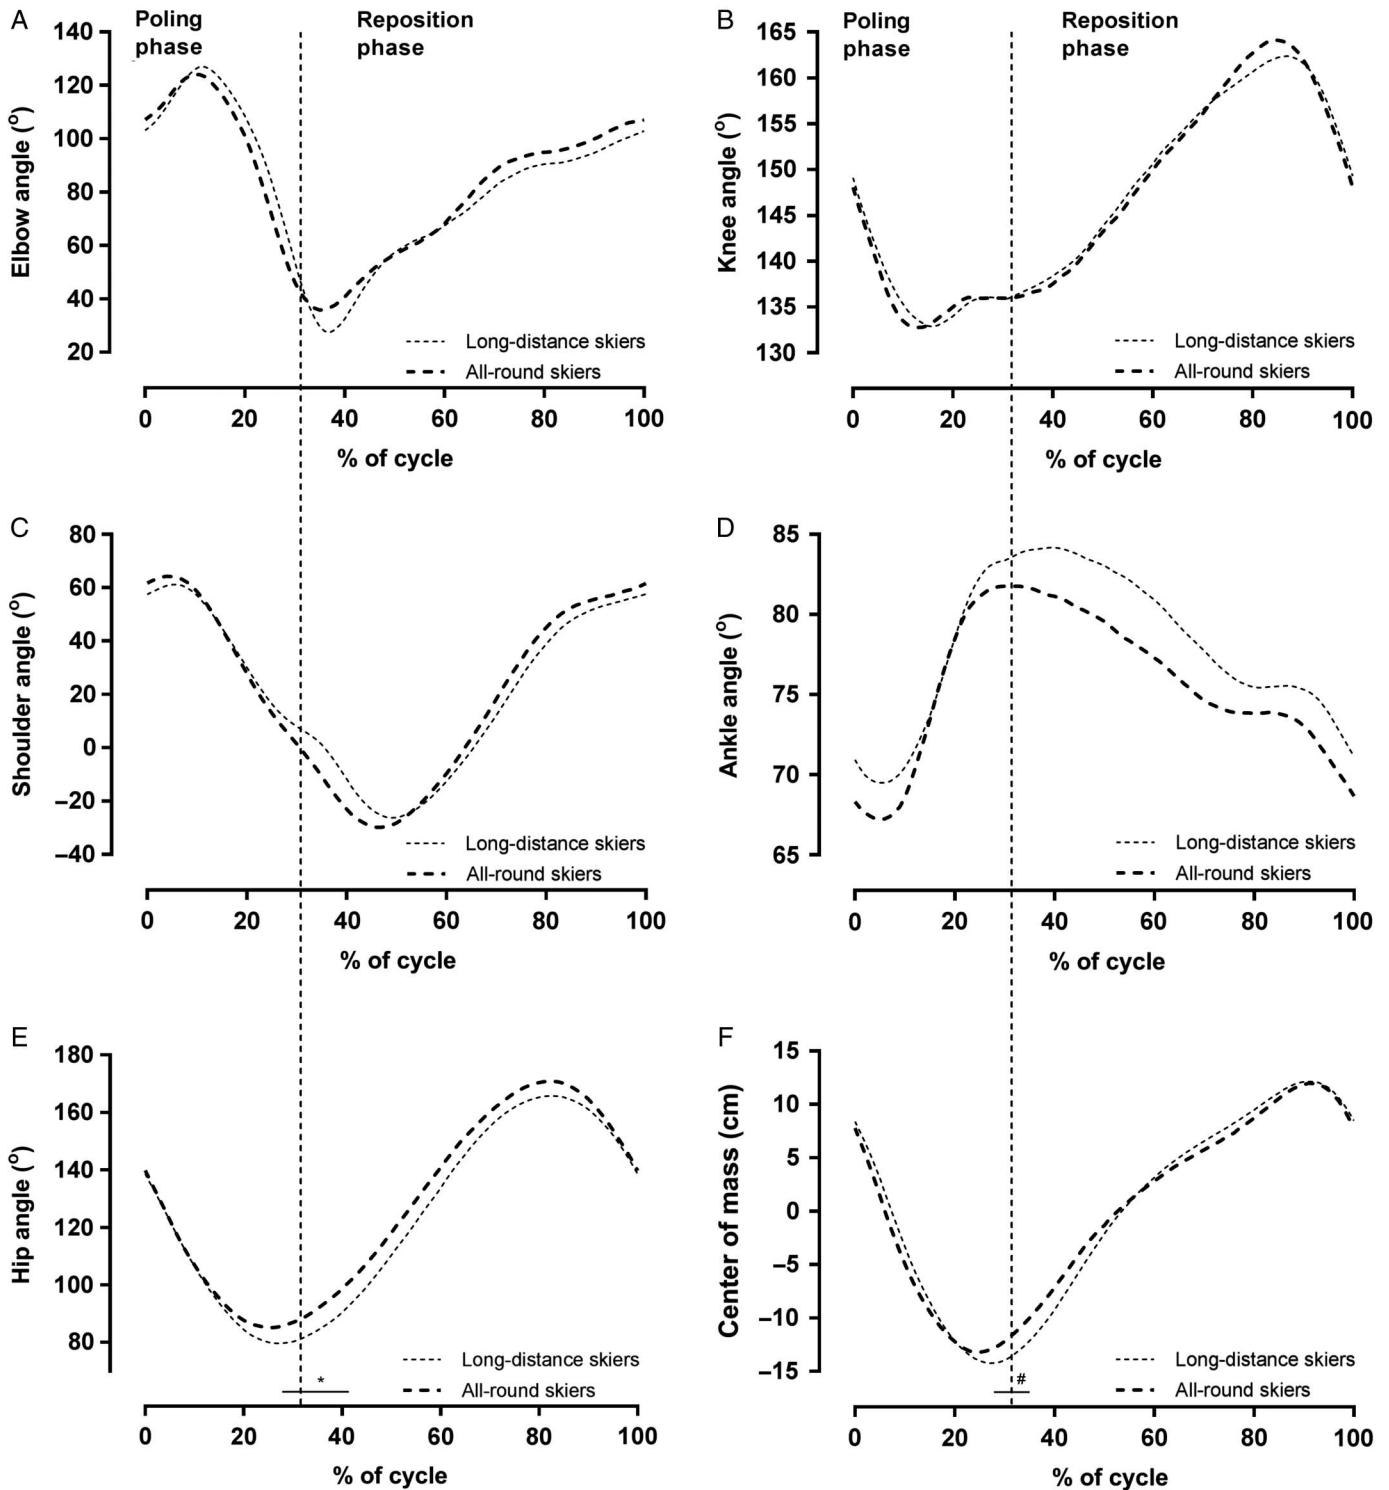 A
Poling
phase
Reposition
phase
140
120
100
80
60
40
20
Elbow angle (°)
Long-distance skiers
All-round skiers
0 20 40 60 80 100
% of cycle
B
Poling
phase
Reposition
phase
165
160
155
150
145
140
135
130
Knee angle (°)
Long-distance skiers
All-round skiers
0 20 40 60 80 100
% of cycle
C
80
60
40
20
0
–20
–40
Shoulder angle (°)
Long-distance skiers
All-round skiers
0 20 40 60 80 100
% of cycle
D
85
80
75
70
65
Ankle angle (°)
Long-distance skiers
All-round skiers
0 20 40 60 80 100
% of cycle
E
180
160
140
120
100
80
Hip angle (°)
Long-distance skiers
All-round skiers
*
0 20 40 60 80 100
% of cycle
F
15
10
5
0
–5
–10
–15
Center of mass (cm)
Long-distance skiers
All-round skiers
#
0 20 40 60 80 100
% of cycle